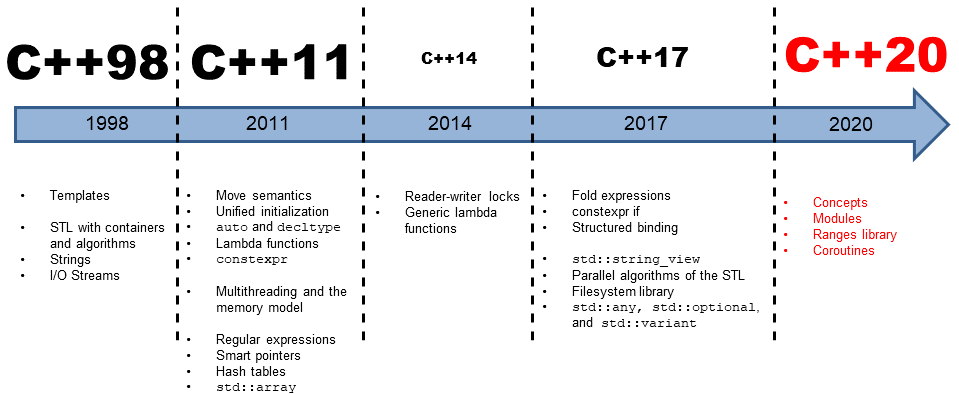 C++98
C++11
C++14
C++17
C++20
1998
2011
2014
2017
2020
• Templates
• STL with containers
and algorithms
• Strings
• I/O Streams
• Move semantics
• Unified initialization
• auto and decltype
• Lambda functions
• constexpr
• Multithreading and the
memory model
• Regular expressions
• Smart pointers
• Hash tables
• std::array
• Reader-writer locks
• Generic lambda
functions
• Fold expressions
• constexpr if
• Structured binding
• std::string_view
• Parallel algorithms of the STL
• Filesystem library
• std::any, std::optional,
and std::variant
• Concepts
• Modules
• Ranges library
• Coroutines